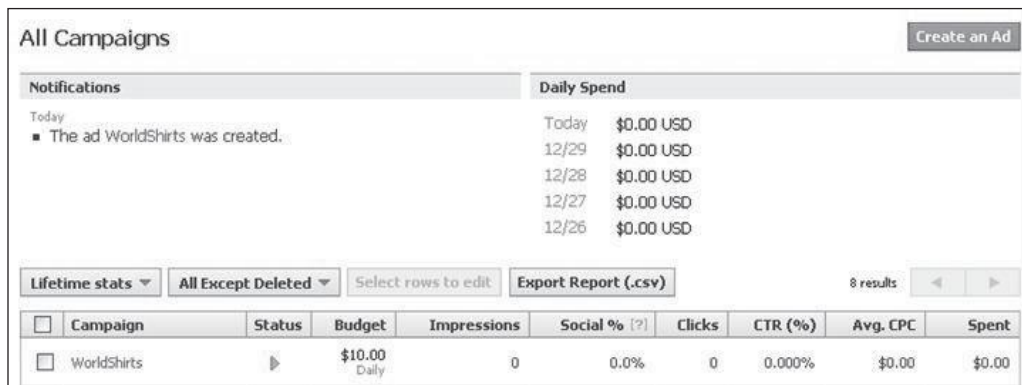 All Campaigns
Create an Ad
Notifications
Today
The ad WorldShirts was created.
Daily Spend
Today $0.00 USD
12/29 $0.00 USD
12/28 $0.00 USD
12/27 $0.00 USD
12/26 $0.00 USD
Lifetime stats All Except Deleted Select rows to edit Export Report (.csv) 8 results
Campaign Status Budget Impressions Social % [?] Clicks CTR (%) Avg. CPC Spent
WorldShirts $10.00 0 0.0% 0 0.000% $0.00 $0.00
Daily